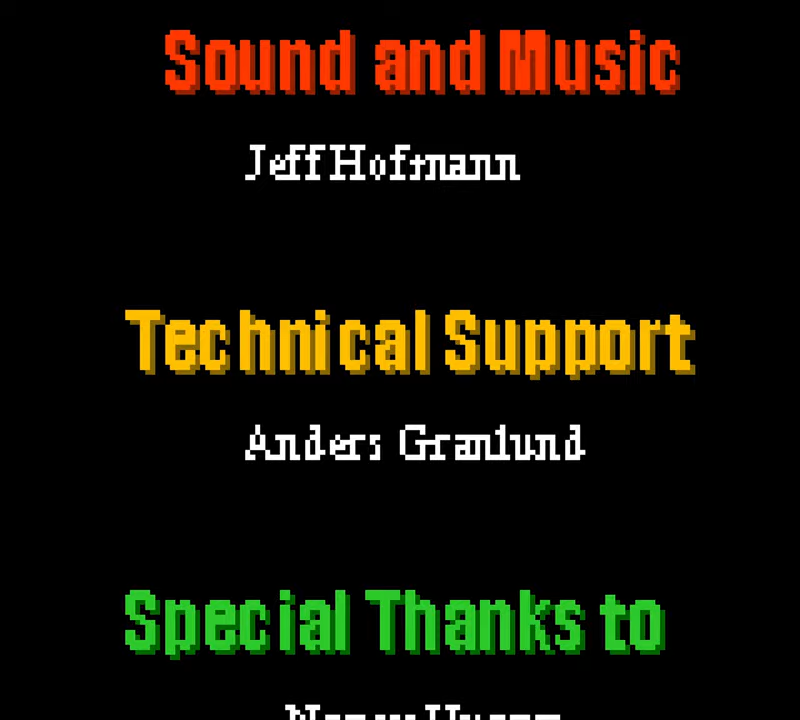 Sound and Music
Jeff Hofmann
Technical Support
Anders Granlund
Special Thanks to